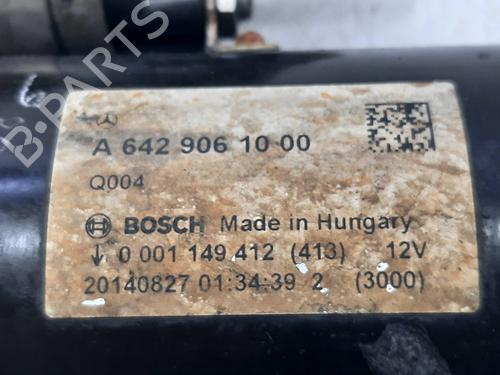 B-PARTS
A 642 906 10 00
Q004
BOSCH Made in Hungary
0 001 149 412 (413) 12V
20140827 01:34:39 2 (3000)